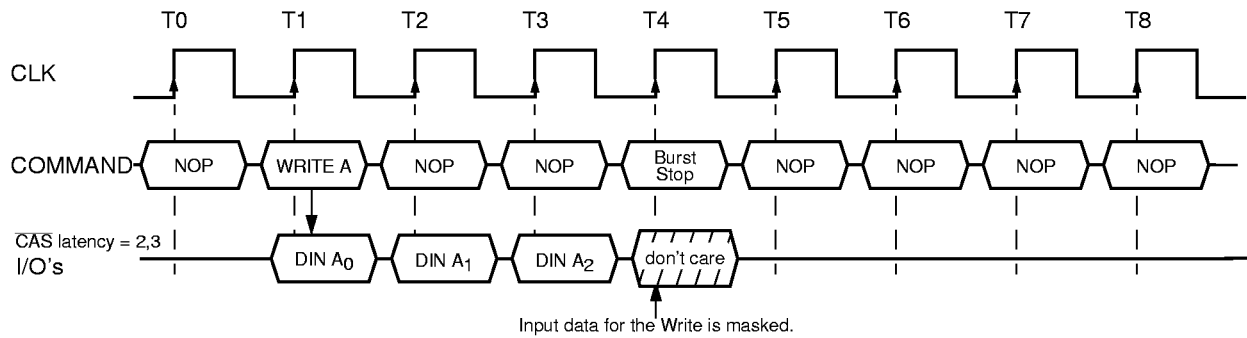 T0 T1 T2 T3 T4 T5 T6 T7 T8
CLK
COMMAND NOP WRITE A NOP NOP Burst Stop NOP NOP NOP NOP
CAS latency = 2,3
I/O's DIN A0 DIN A1 DIN A2 don't care
Input data for the Write is masked.